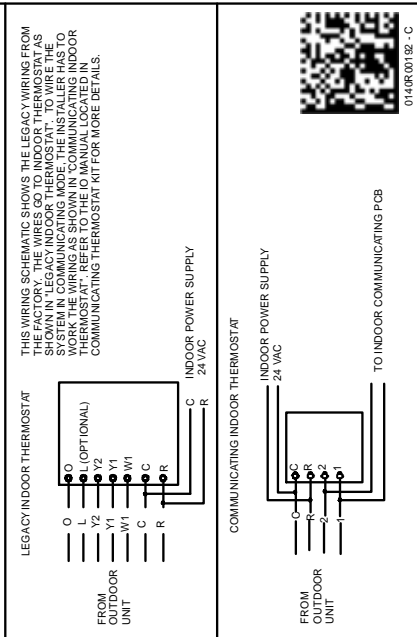 THIS WIRING SCHEMATIC SHOWS THE LEGACY WIRING FROM
THE FACTORY. THE WIRES GO TO INDOOR THERMOSTAT AS
SHOWN IN "LEGACY INDOOR THERMOSTAT". TO WIRE THE
SYSTEM IN COMMUNICATING MODE, THE INSTALLER HAS TO
WORK THE WIRING AS SHOWN IN "COMMUNICATING INDOOR
THERMOSTAT". REFER TO THE IO MANUAL LOCATED IN
COMMUNICATING THERMOSTAT KIT FOR MORE DETAILS.
LEGACY INDOOR THERMOSTAT
O O
L L (OPTIONAL)
Y2 Y2
Y1 Y1
W1 W1
C C
R R
FROM
OUTDOOR
UNIT
C
R
INDOOR POWER SUPPLY
24 VAC
COMMUNICATING INDOOR THERMOSTAT
INDOOR POWER SUPPLY
24 VAC
C C
R R
2 2
1 1
FROM
OUTDOOR
UNIT
TO INDOOR COMMUNICATING PCB
0140R00192 - C